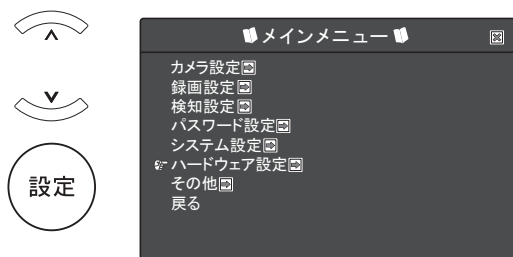 メインメニュー
カメラ設定
録画設定
検知設定
パスワード設定
システム設定
ハードウェア設定
その他
戻る
設定